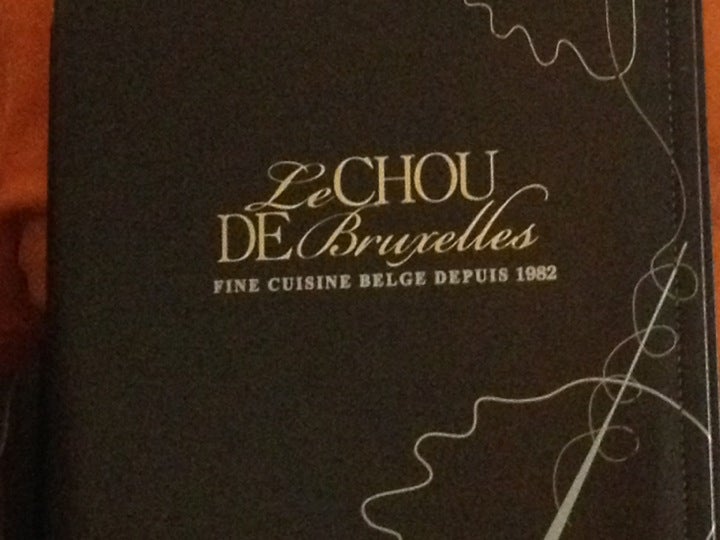 Le CHOU
DE Bruxelles
FINE CUISINE BELGE DEPUIS 1982